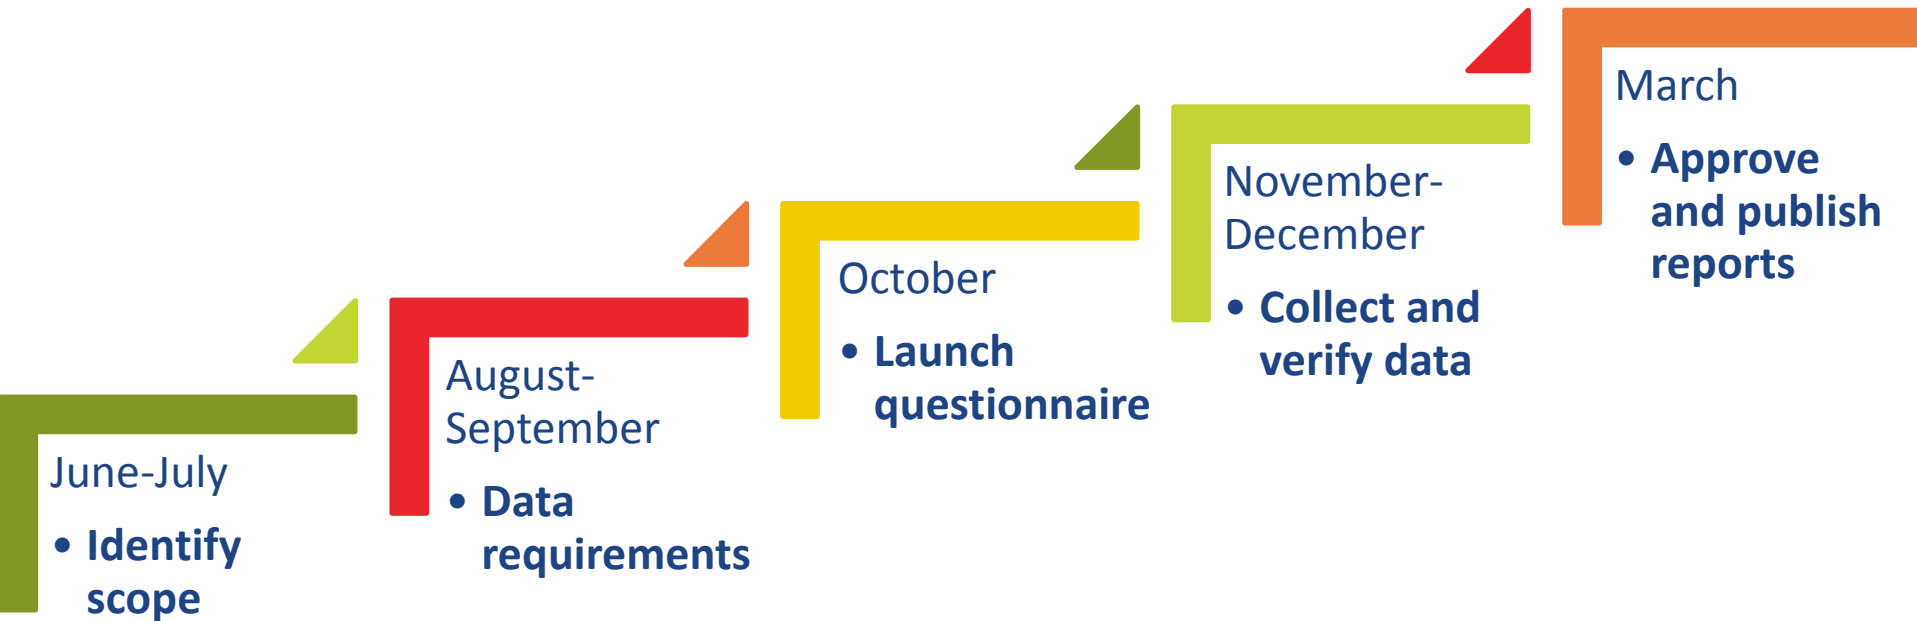 June-July
• Identify
scope
August-
September
• Data
requirements
October
• Launch
questionnaire
November-
December
• Collect and
verify data
March
• Approve
and publish
reports